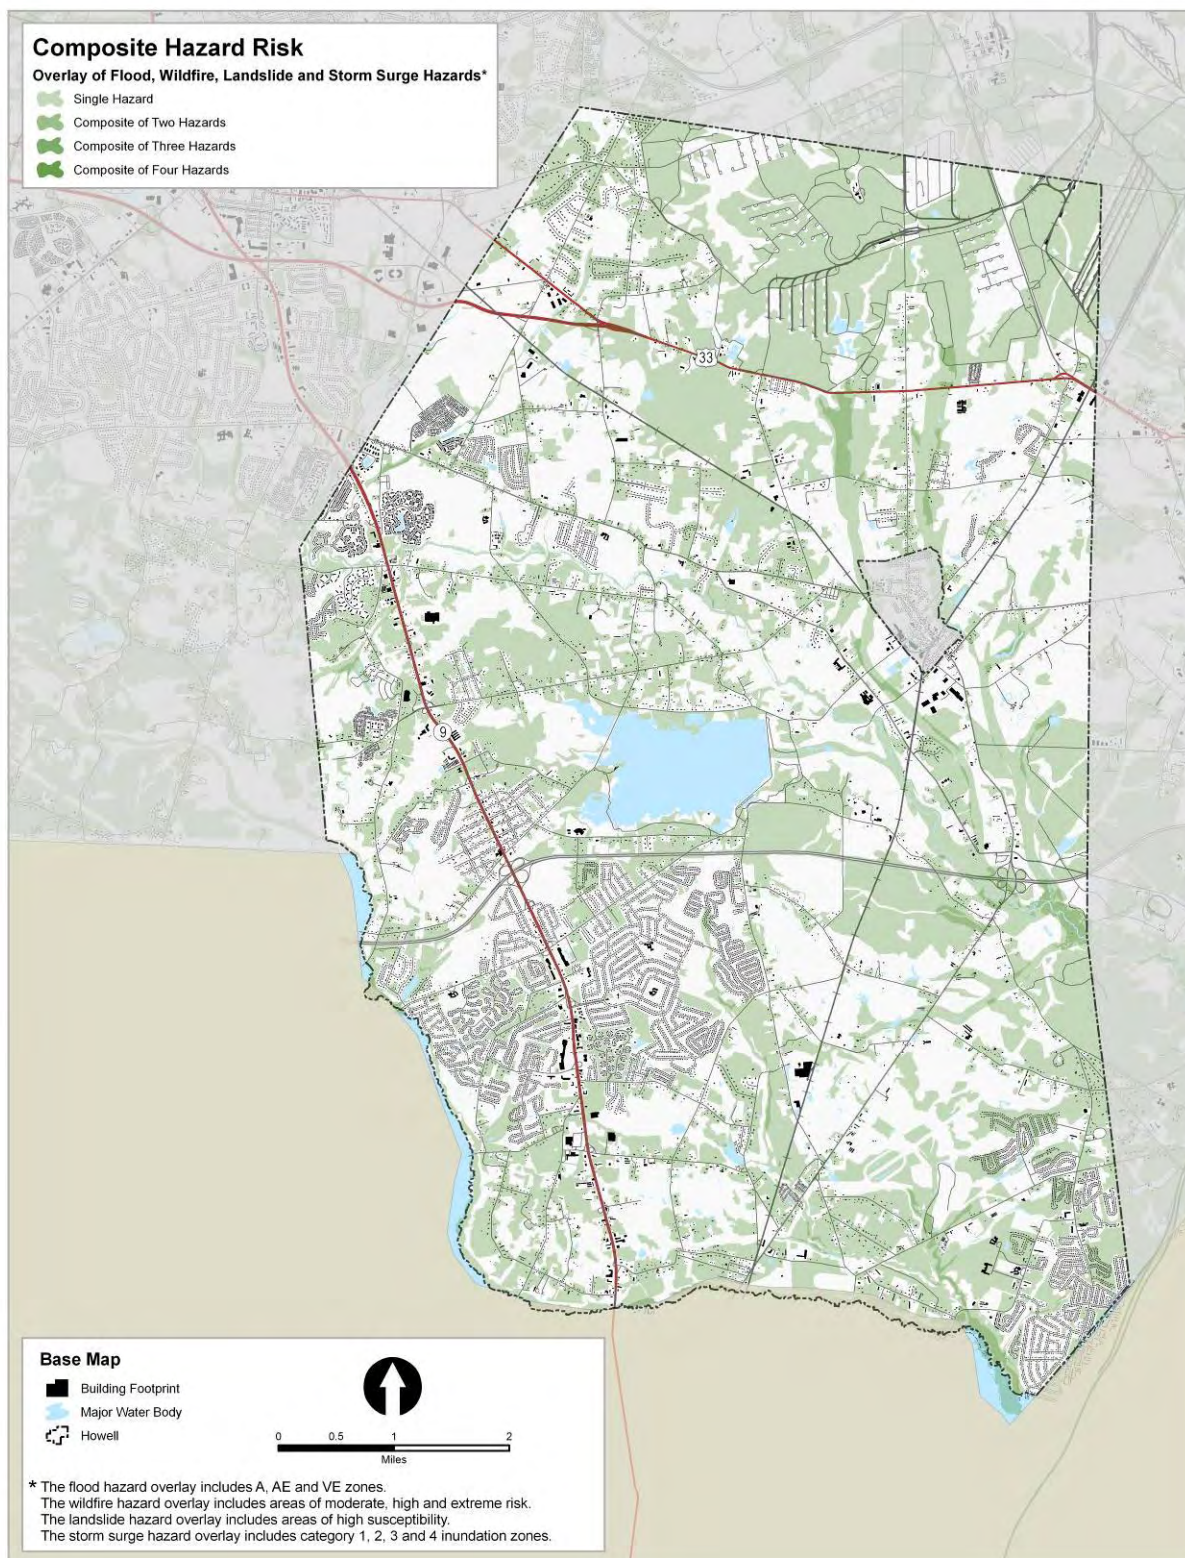 Composite Hazard Risk
Overlay of Flood, Wildfire, Landslide and Storm Surge Hazards*
Single Hazard
Composite of Two Hazards
Composite of Three Hazards
Composite of Four Hazards
33
9
Base Map
Building Footprint
Major Water Body
Howell
0 0.5 1 2
Miles
* The flood hazard overlay includes A, AE and VE zones.
The wildfire hazard overlay includes areas of moderate, high and extreme risk.
The landslide hazard overlay includes areas of high susceptibility.
The storm surge hazard overlay includes category 1, 2, 3 and 4 inundation zones.